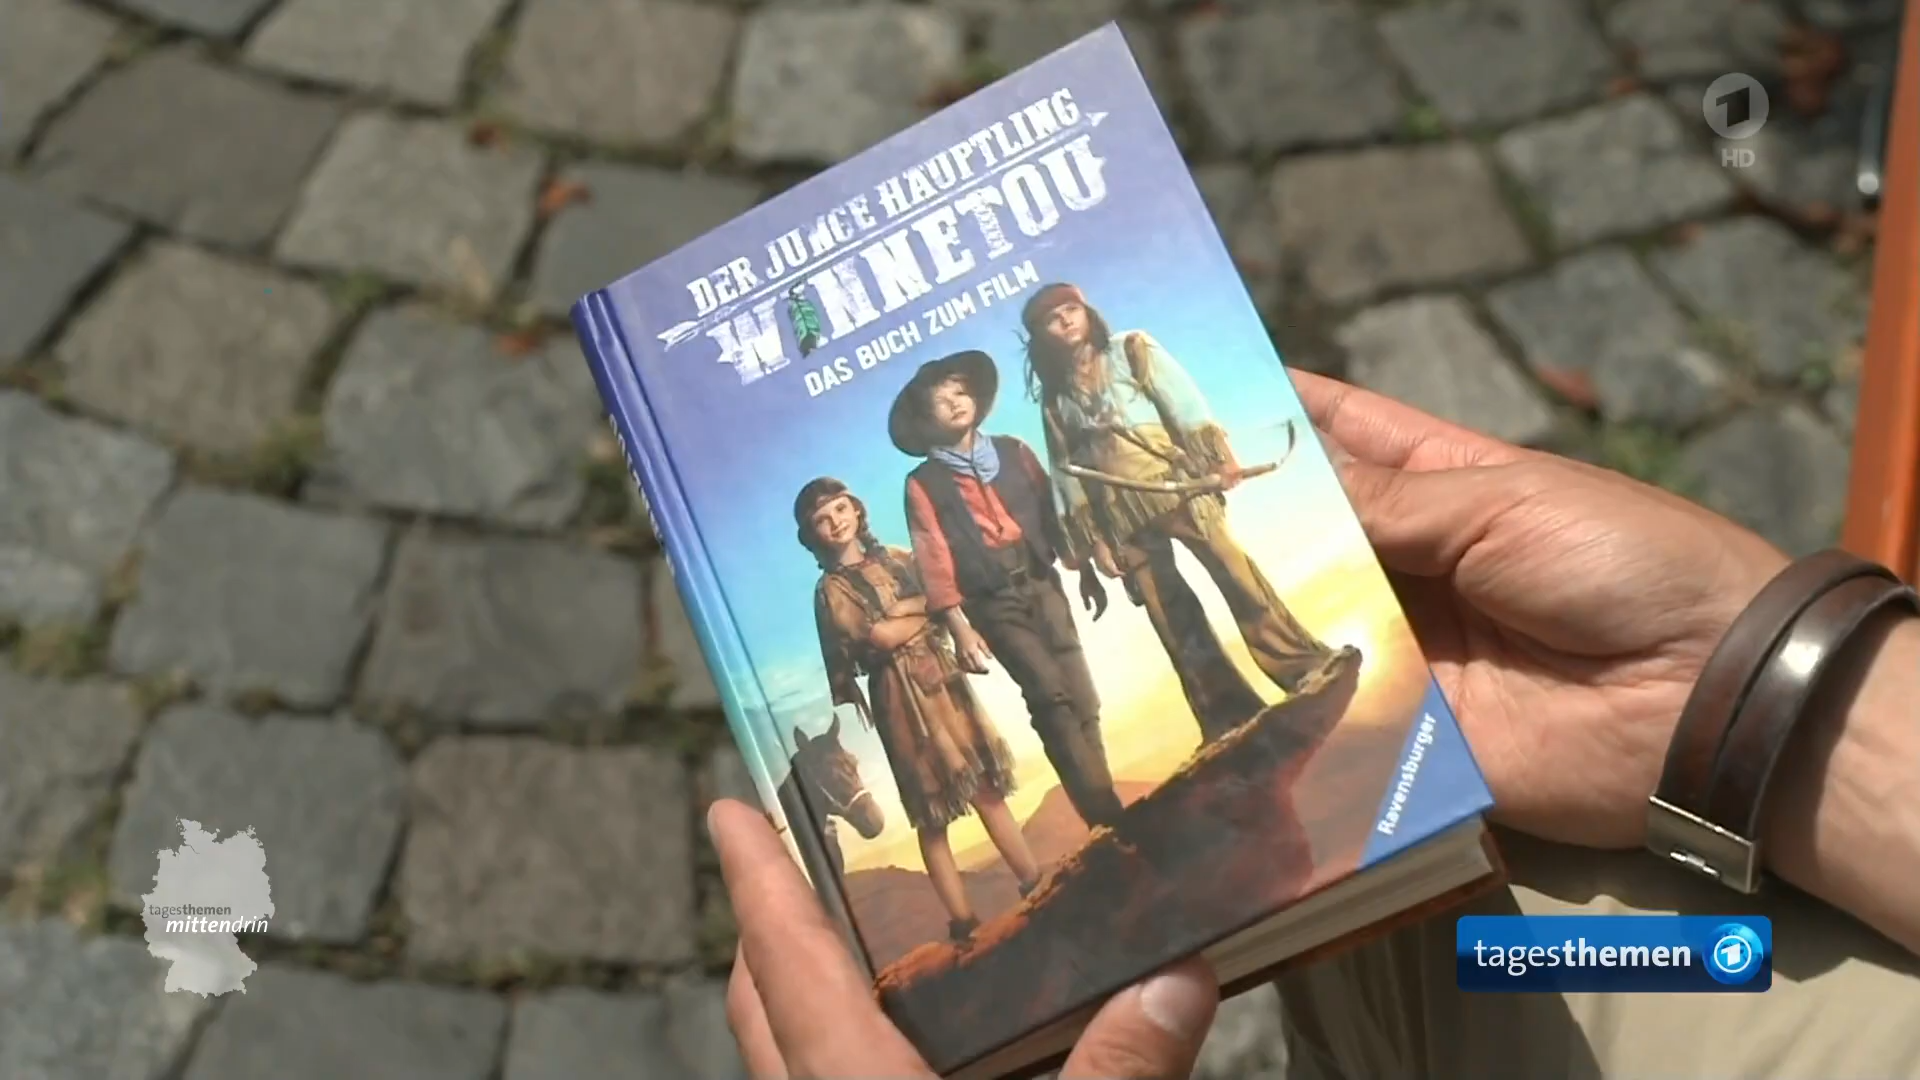 DER JUNGE HÄUPTLING
WINNETOU
DAS BUCH ZUM FILM
Ravensburger
HD
tagesthemen
mittendrin
tagesthemen